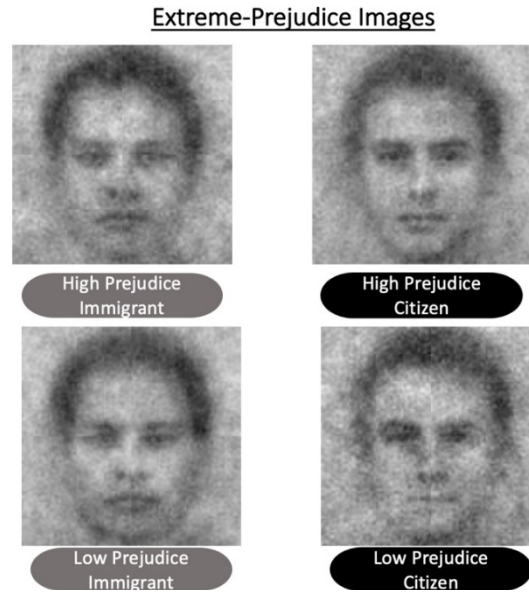 Extreme-Prejudice Images
High Prejudice
Immigrant
High Prejudice
Citizen
Low Prejudice
Immigrant
Low Prejudice
Citizen